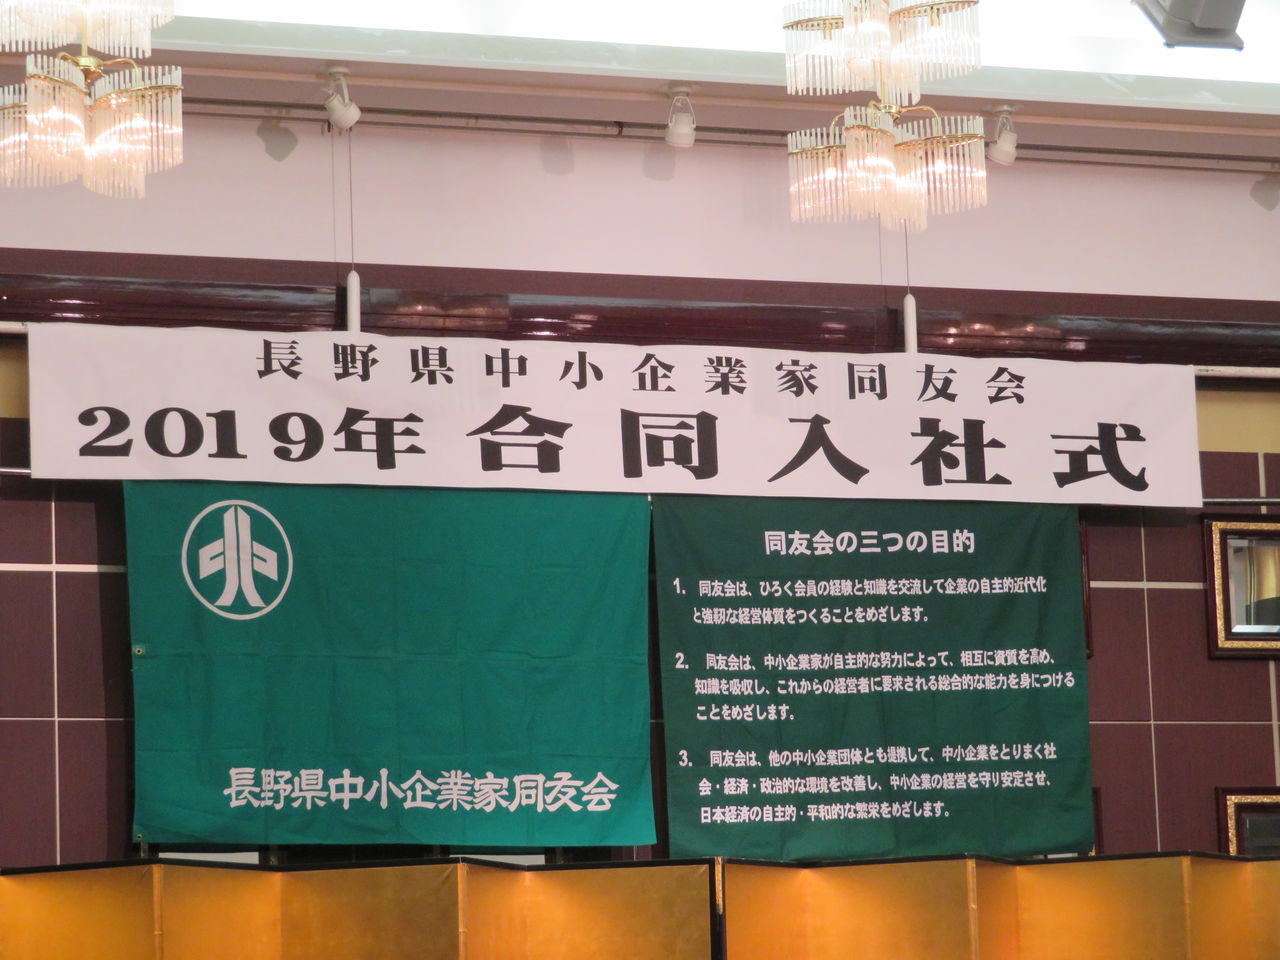 長野県中小企業家同友会
2019年 合同入社式
長野県中小企業家同友会
同友会の三つの目的
1. 同友会は、ひろく会員の経験と知識を交流して企業の自主的近代化
と強靭な経営体質をつくることをめざします。
2. 同友会は、中小企業家が自主的な努力によって、相互に資質を高め、
知識を吸収し、これからの経営者に要求される総合的な能力を身につける
ことをめざします。
3. 同友会は、他の中小企業団体とも提携して、中小企業をとりまく社
会・経済・政治的な環境を改善し、中小企業の経営を守り安定させ、
日本経済の自主的・平和的な繁栄をめざします。